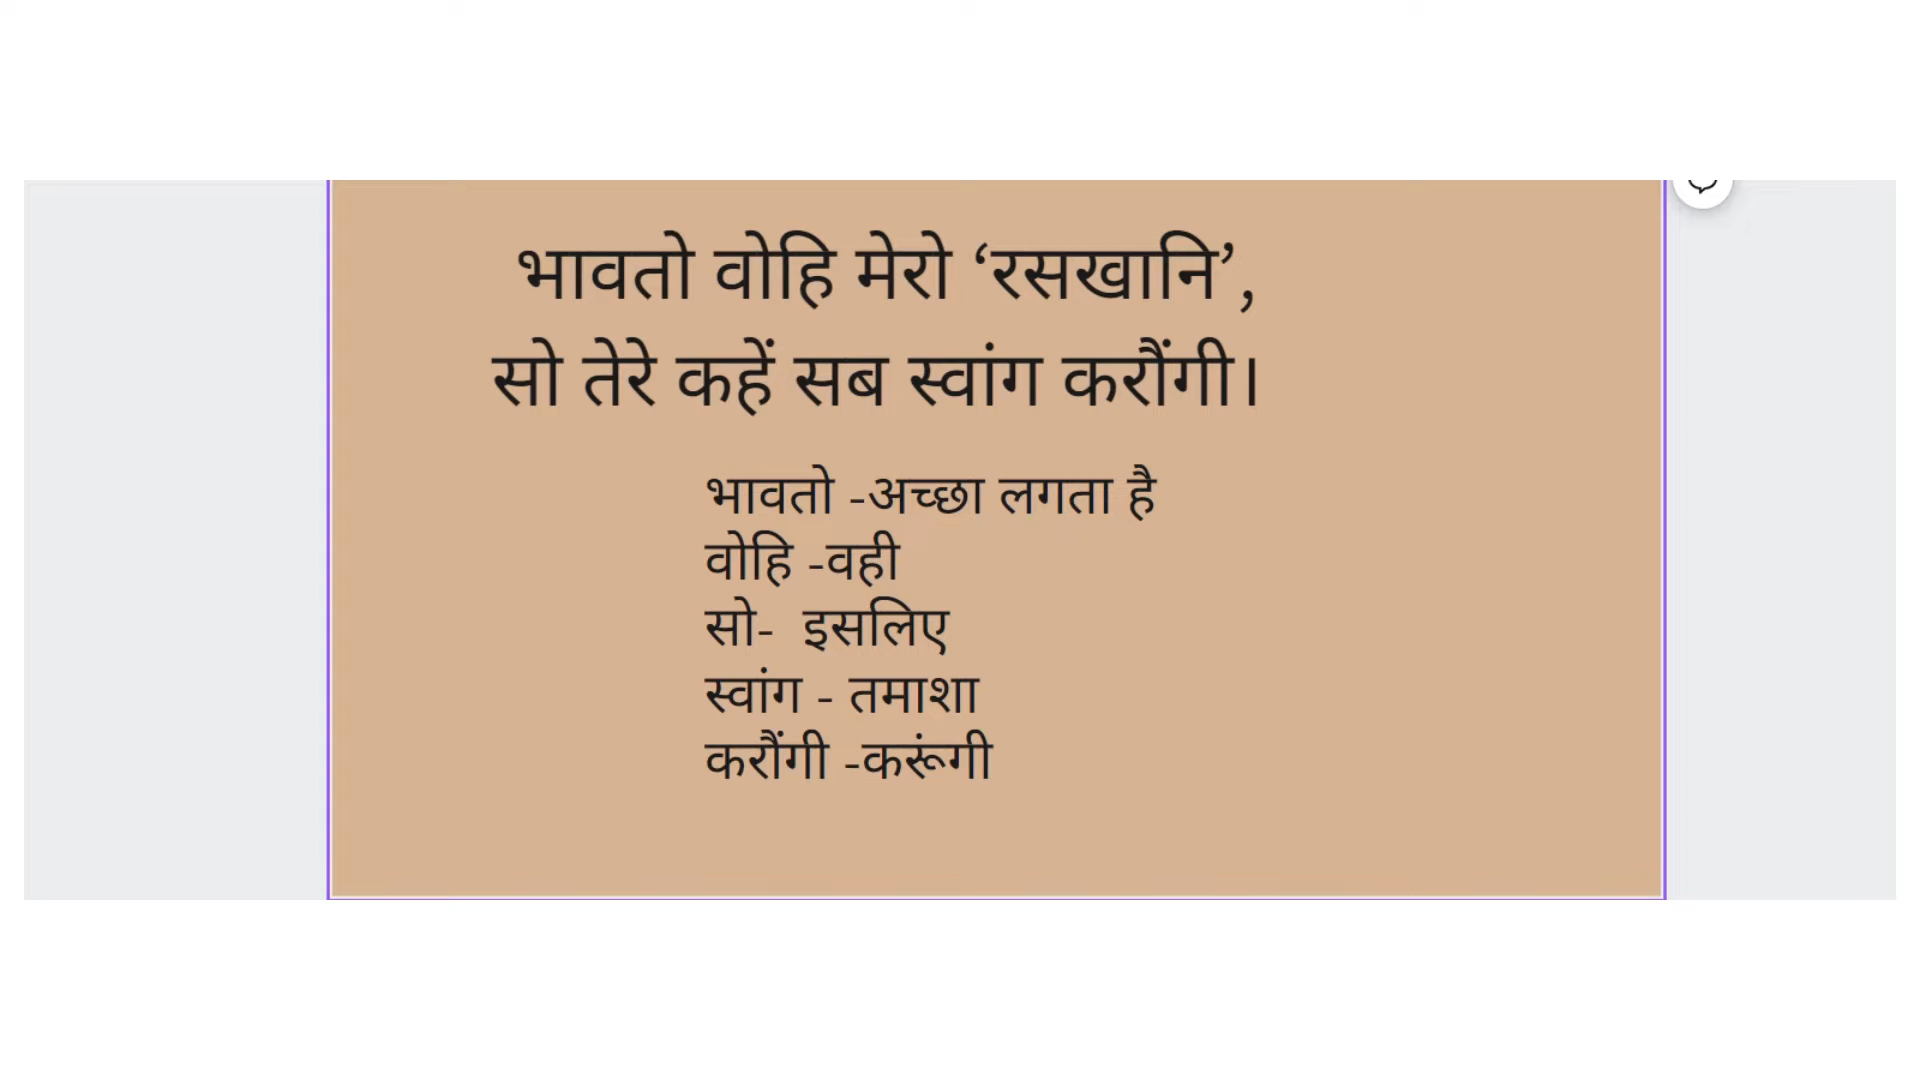 भावतो वोहि मेरो ‘रसखानि’,
सो तेरे कहें सब स्वांग करौंगी।
भावतो -अच्छा लगता है
वोहि -वही
सो-  इसलिए
स्वांग - तमाशा
करौंगी -करूंगी